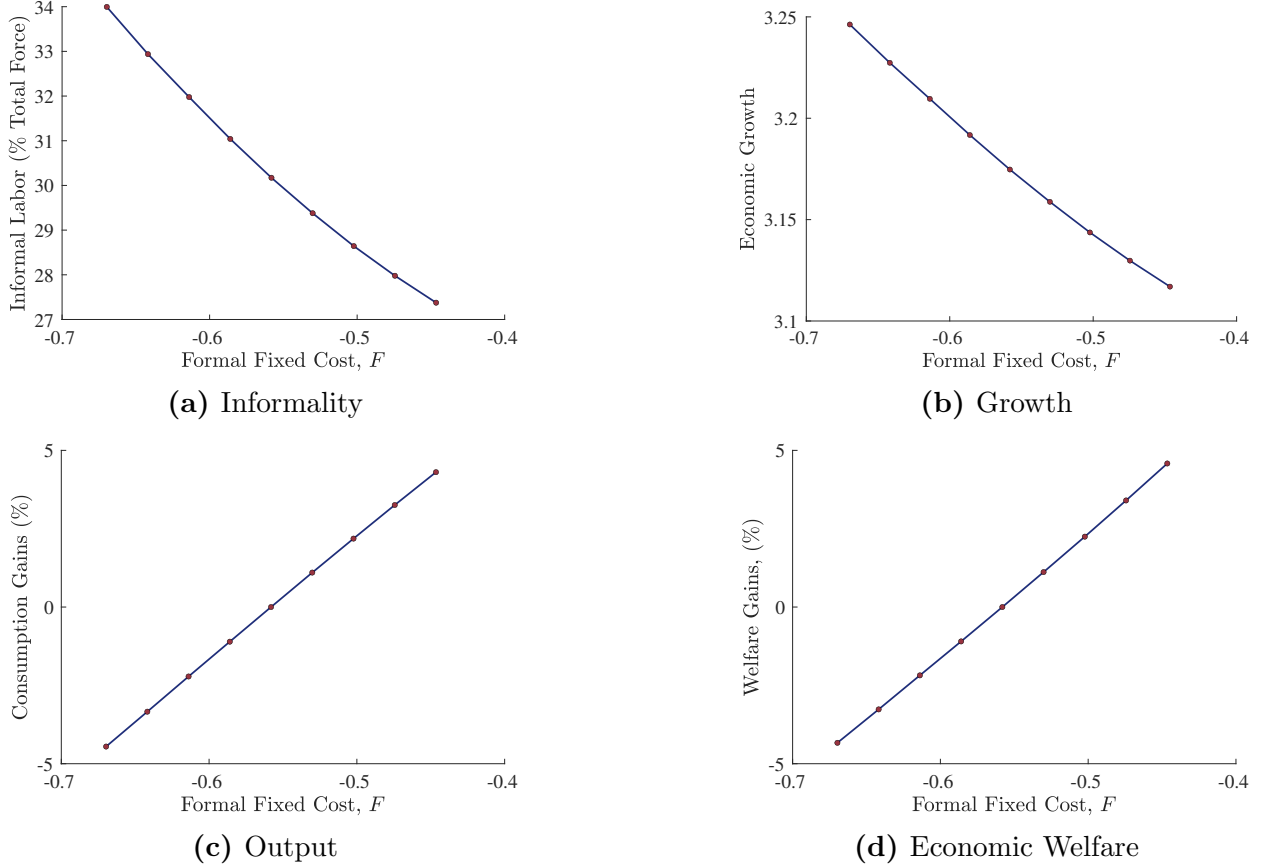 34
33
32
31
30
29
28
27
-0.7
-0.6
-0.5
-0.4
Informal Labor (% Total Force)
Formal Fixed Cost, F
(a) Informality
3.25
3.2
3.15
3.1
-0.7
-0.6
-0.5
-0.4
Economic Growth
Formal Fixed Cost, F
(b) Growth
5
0
-5
-0.7
-0.6
-0.5
-0.4
Consumption Gains (%)
Formal Fixed Cost, F
(c) Output
5
0
-5
-0.7
-0.6
-0.5
-0.4
Welfare Gains, (%)
Formal Fixed Cost, F
(d) Economic Welfare